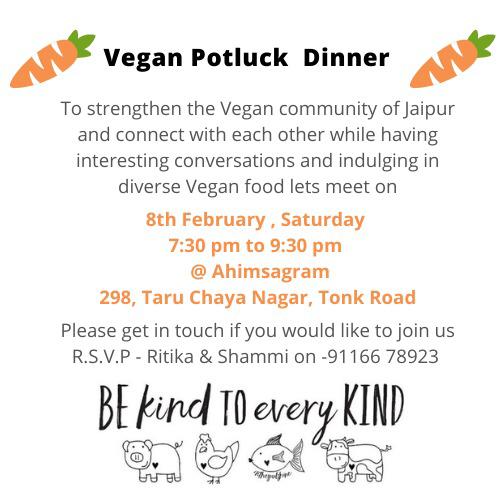 Vegan Potluck Dinner
To strengthen the Vegan community of Jaipur
and connect with each other while having
interesting conversations and indulging in
diverse Vegan food lets meet on
8th February , Saturday
7:30 pm to 9:30 pm
@ Ahimsagram
298, Taru Chaya Nagar, Tonk Road
Please get in touch if you would like to join us
R.S.V.P - Ritika & Shammi on -91166 78923
BE kind TO every KIND